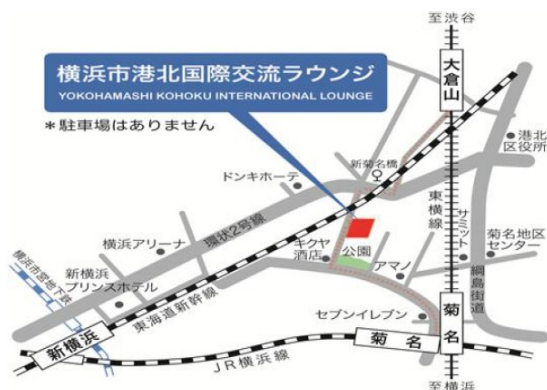 至渋谷
大倉山
横浜市港北国際交流ラウンジ
YOKOHAMASHI KOHOKU INTERNATIONAL LOUNGE
*駐車場はありません
港北
区役所
新菊名橋
ドンキホーテ
東横線
サミット
菊名地区
センター
環状2号線
横浜アリーナ
キクヤ
酒店
公園
アマノ
綱島街道
横浜市営地下鉄
新横浜
プリンスホテル
東海道新幹線
セブンイレブン
菊名
新横浜
菊名
JR横浜線
至横浜